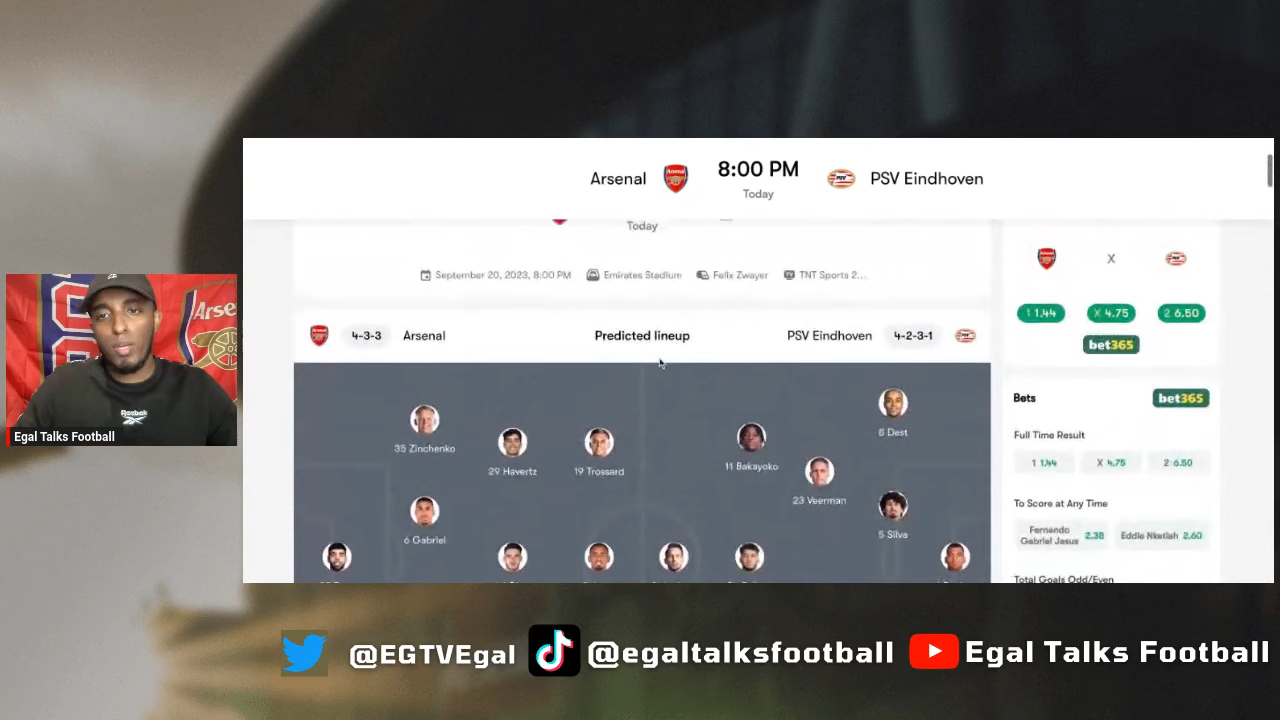 Arsenal
8:00 PM
Today
PSV Eindhoven
Today
September 20, 2023, 8:00 PM
Emirates Stadium
Felix Zwayer
TNT Sports 2...
X
1 1.44
X 4.75
2 6.50
bet365
4-3-3
Arsenal
Predicted lineup
PSV Eindhoven
4-2-3-1
Bets
bet365
Full Time Result
1 1.44
X 4.75
2 6.50
To Score at Any Time
Fernando
Gabriel Jesus
2.38
Eddie Nketiah 2.60
Total Goals Odd/Even
35 Zinchenko
29 Havertz
19 Trossard
11 Bakayoko
8 Dest
23 Veerman
6 Gabriel
5 Silva
Arse
Reebok
Egal Talks Football
@EGTVEgal
@egaltalksfootball
Egal Talks Football